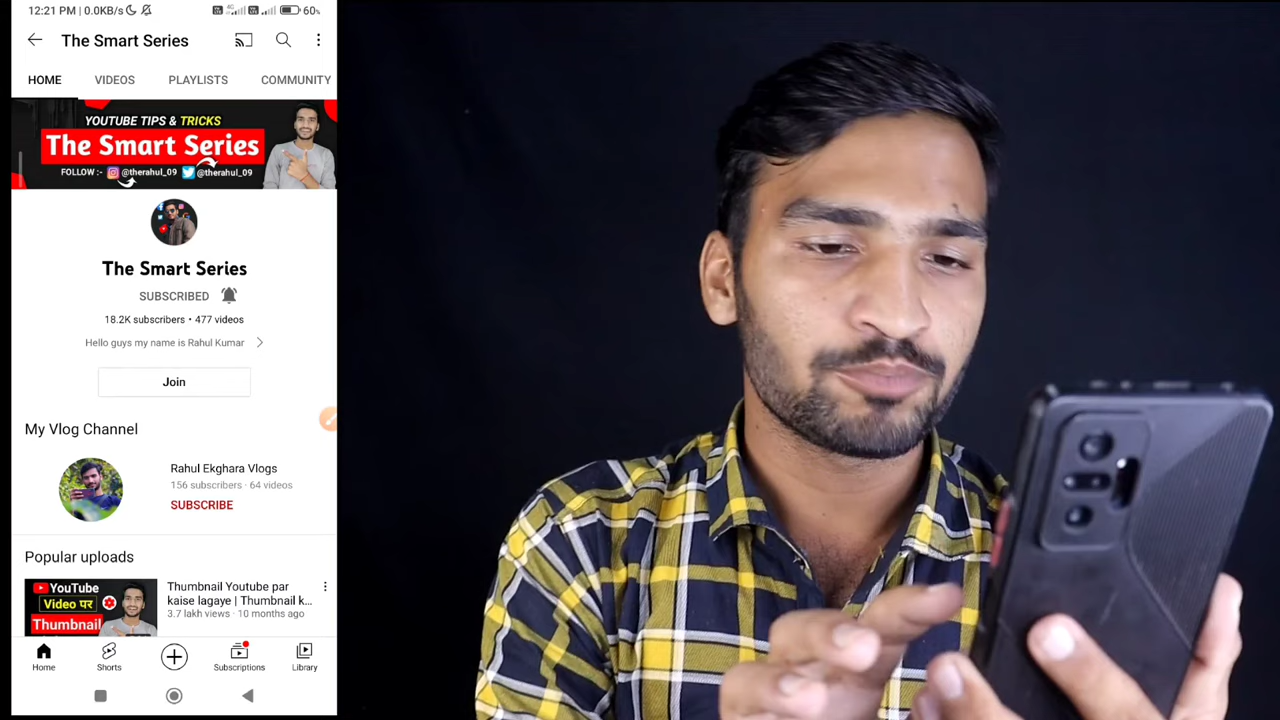 12:21 PM | 0.0KB/s
4G
60%
The Smart Series
HOME VIDEOS PLAYLISTS COMMUNITY
YOUTUBE TIPS & TRICKS
The Smart Series
FOLLOW :- @therahul_09 @therahul_09
The Smart Series
SUBSCRIBED
18.2K subscribers • 477 videos
Hello guys my name is Rahul Kumar
Join
My Vlog Channel
Rahul Ekghara Vlogs
156 subscribers · 64 videos
SUBSCRIBE
Popular uploads
YouTube
Video पर
Thumbnail
Thumbnail Youtube par
kaise lagaye | Thumbnail k...
3.7 lakh views · 10 months ago
Home Shorts Subscriptions Library